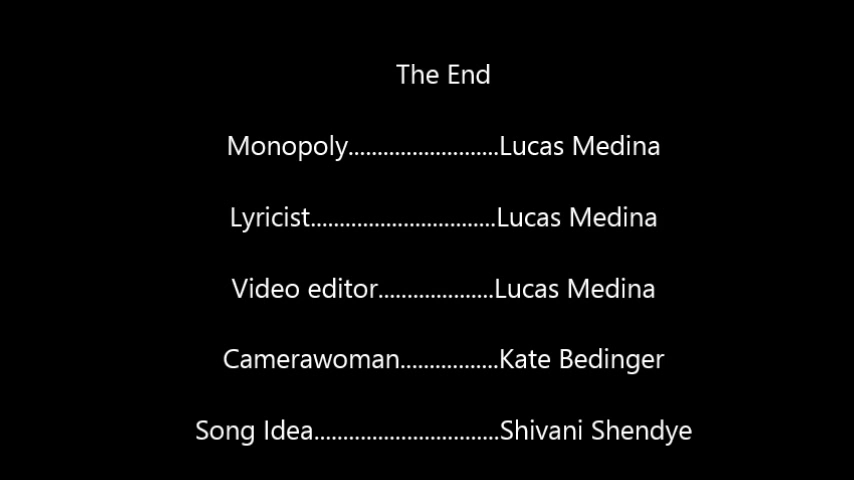 The End
Monopoly..........................Lucas Medina
Lyricist................................Lucas Medina
Video editor....................Lucas Medina
Camerawoman.................Kate Bedinger
Song Idea................................Shivani Shendye